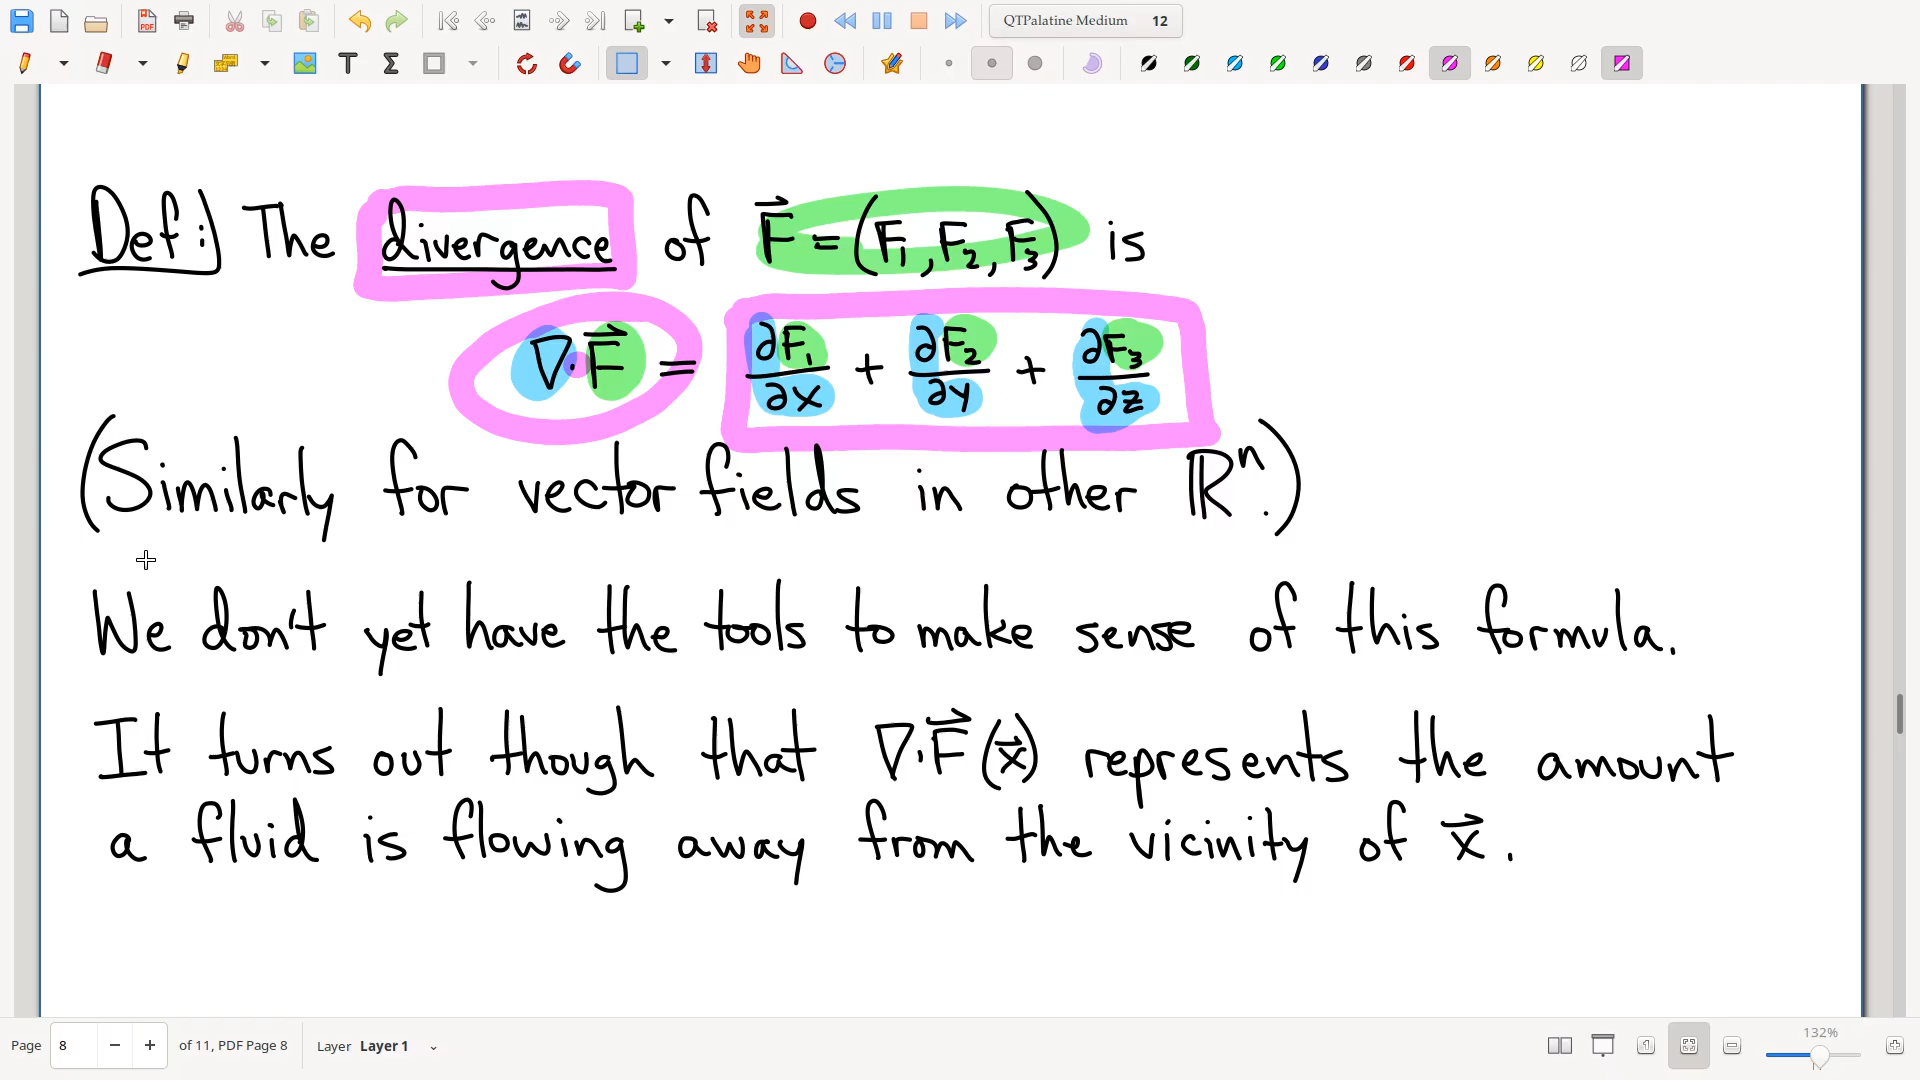 QTPalatine Medium 12
Def:) The divergence of F⃗ = (F₁, F₂, F₃) is
∇·F⃗ = ∂F₁/∂x + ∂F₂/∂y + ∂F₃/∂z
(Similarly for vector fields in other ℝⁿ.)
We don't yet have the tools to make sense of this formula.
It turns out though that ∇·F⃗(x⃗) represents the amount
a fluid is flowing away from the vicinity of x⃗.
132%
Page 8 of 11, PDF Page 8 Layer Layer 1